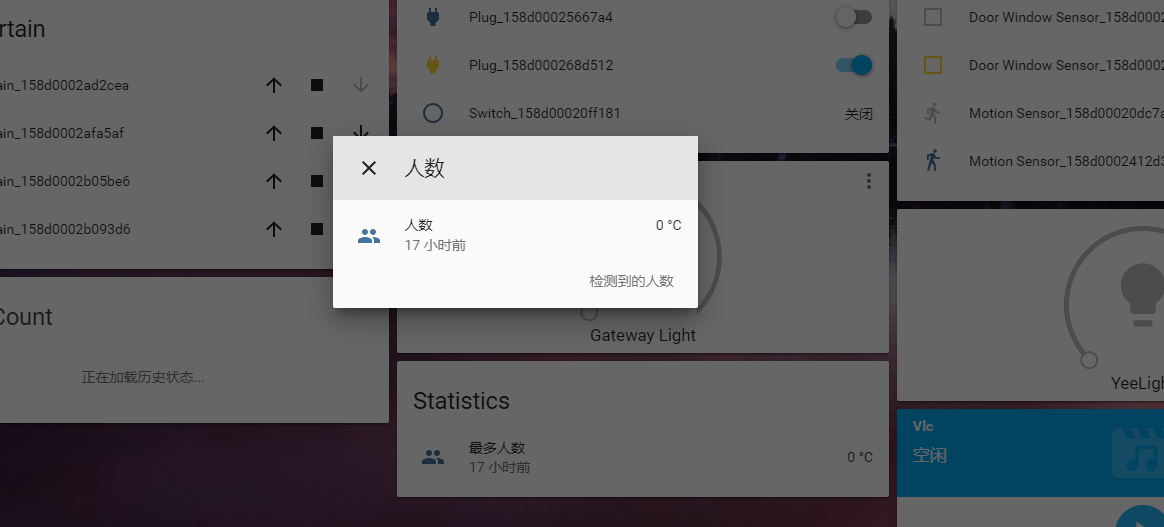 rtain
ain_158d0002ad2cea
ain_158d0002afa5af
ain_158d0002b05be6
ain_158d0002b093d6
Count
正在加载历史状态...
Plug_158d00025667a4
Plug_158d000268d512
Switch_158d00020ff181 关闭
人数
人数 0 °C
17 小时前
检测到的人数
Gateway Light
Statistics
最多人数 0 °C
17 小时前
Door Window Sensor_158d0002
Door Window Sensor_158d0002
Motion Sensor_158d00020dc7a
Motion Sensor_158d0002412d3
YeeLigh
Vlc
空闲